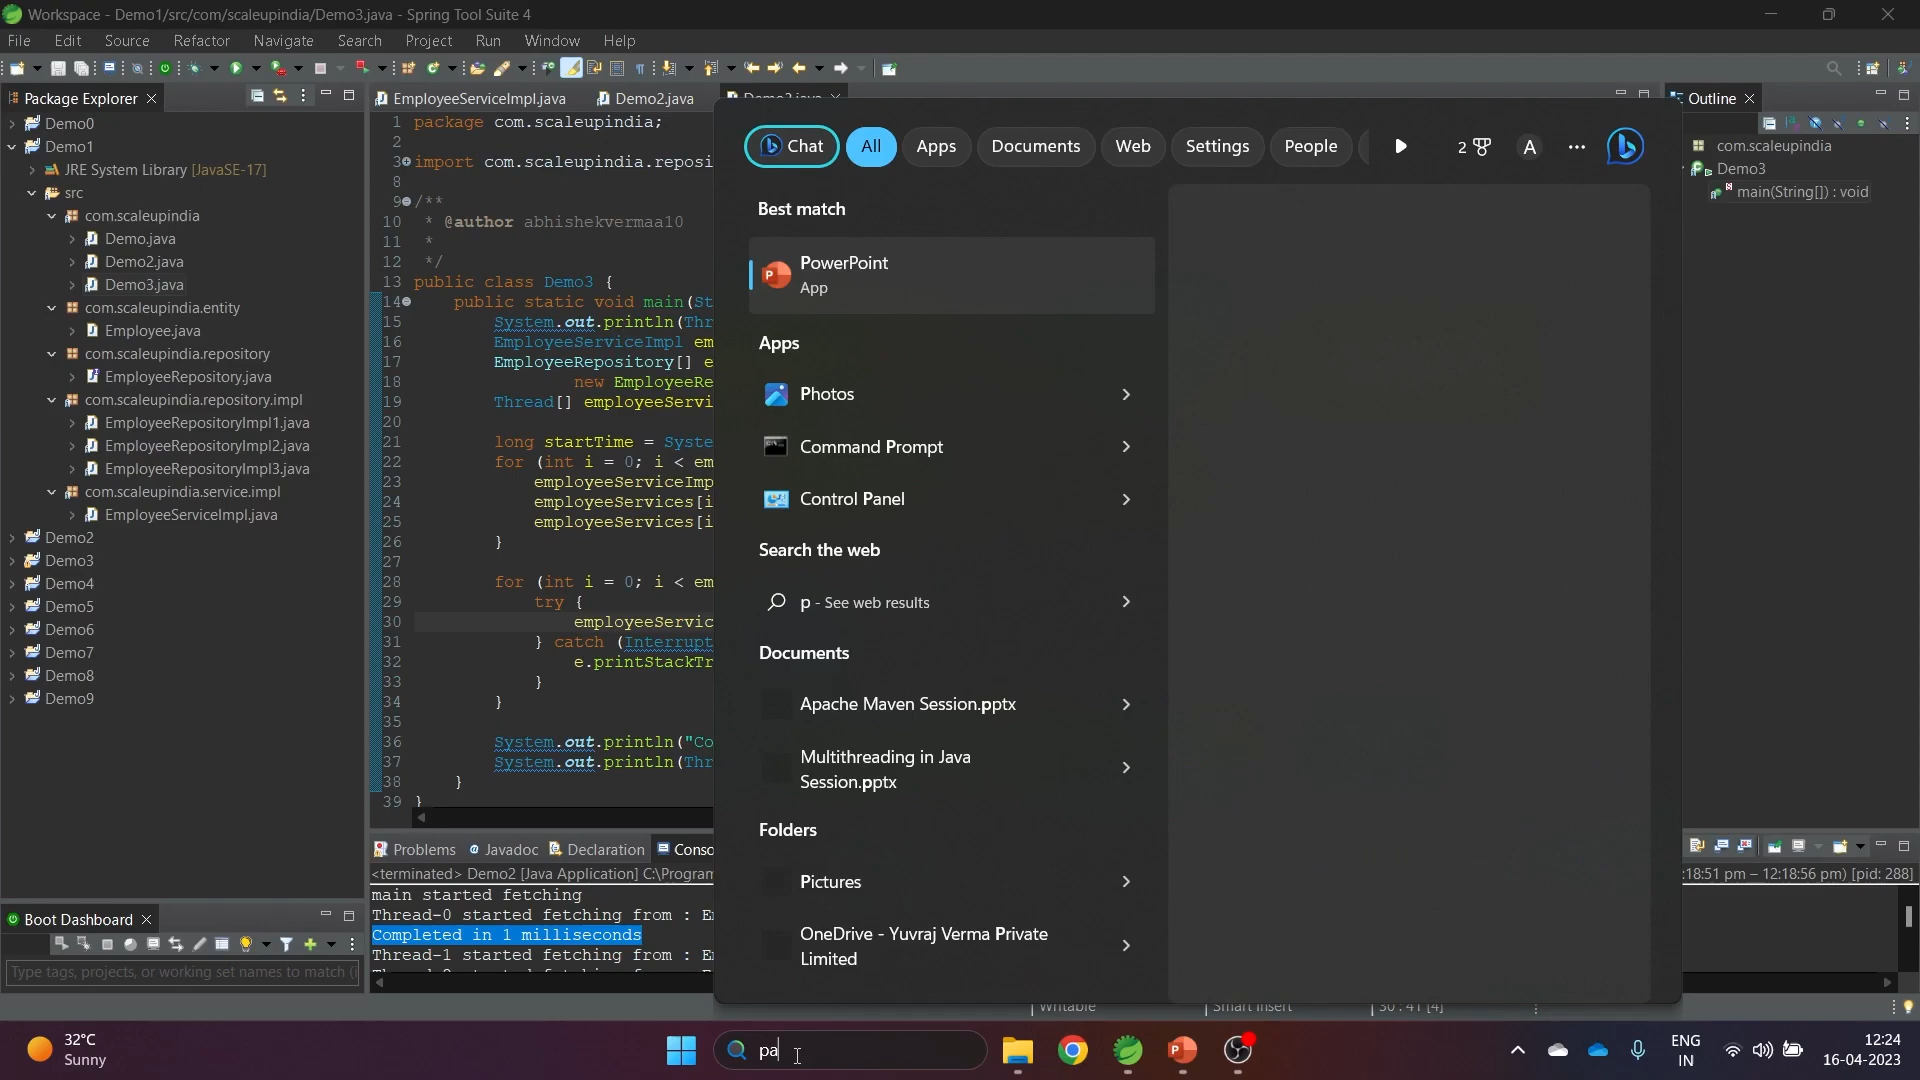 Workspace - Demo1/src/com/scaleupindia/Demo3.java - Spring Tool Suite 4
File Edit Source Refactor Navigate Search Project Run Window Help
Package Explorer
Demo0
Demo1
JRE System Library [JavaSE-17]
src
com.scaleupindia
Demo.java
Demo2.java
Demo3.java
com.scaleupindia.entity
Employee.java
com.scaleupindia.repository
EmployeeRepository.java
com.scaleupindia.repository.impl
EmployeeRepositoryImpl1.java
EmployeeRepositoryImpl2.java
EmployeeRepositoryImpl3.java
com.scaleupindia.service.impl
EmployeeServiceImpl.java
Demo2
Demo3
Demo4
Demo5
Demo6
Demo7
Demo8
Demo9
Boot Dashboard
Type tags, projects, or working set names to match (i
EmployeeServiceImpl.java Demo2.java
1 package com.scaleupindia;
2
3 import com.scaleupindia.reposi
8
9 /**
10 * @author abhishekvermaa10
11 *
12 */
13 public class Demo3 {
14 public static void main(St
15 System.out.println(Thr
16 EmployeeServiceImpl em
17 EmployeeRepository[] e
18 new EmployeeRe
19 Thread[] employeeServi
20
21 long startTime = Syste
22 for (int i = 0; i < em
23 employeeServiceImp
24 employeeServices[i
25 employeeServices[i
26 }
27
28 for (int i = 0; i < em
29 try {
30 employeeServic
31 } catch (Interrupt
32 e.printStackTr
33 }
34 }
35
36 System.out.println("Co
37 System.out.println(Thr
38 }
39 }
Problems Javadoc Declaration Conso
<terminated> Demo2 [Java Application] C:\Program
main started fetching
Thread-0 started fetching from : Em
Completed in 1 milliseconds
Thread-1 started fetching from : Em
Chat All Apps Documents Web Settings People 2 A
Best match
PowerPoint
App
Apps
Photos
Command Prompt
Control Panel
Search the web
p - See web results
Documents
Apache Maven Session.pptx
Multithreading in Java
Session.pptx
Folders
Pictures
OneDrive - Yuvraj Verma Private
Limited
Outline
com.scaleupindia
Demo3
main(String[]) : void
:18:51 pm – 12:18:56 pm) [pid: 288]
Writable Smart Insert 30 : 41 [4]
32°C
Sunny
pa
ENG
IN
12:24
16-04-2023